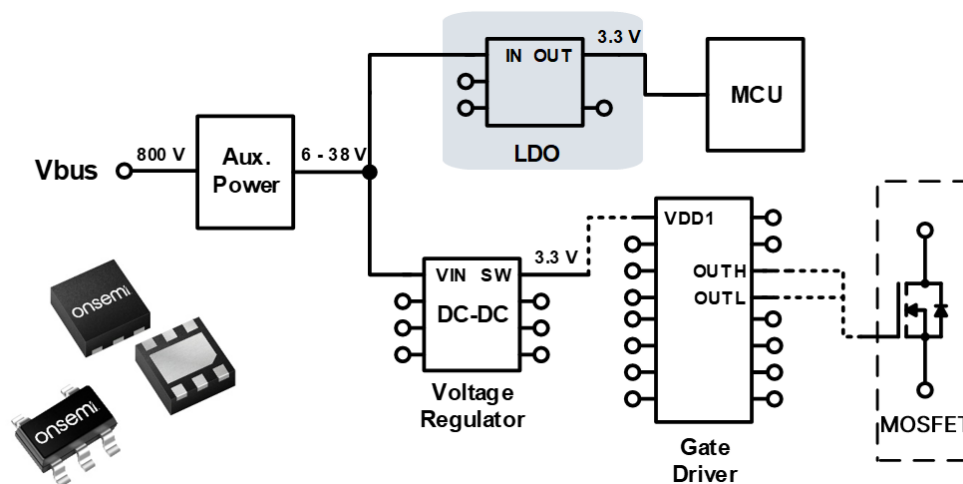 3.3 V
IN OUT
MCU
LDO
800 V
6 - 38 V
Vbus
Aux.
Power
VDD1
3.3 V
VIN SW
OUTH
OUTL
DC-DC
onsemi
Voltage
Regulator
onsemi
MOSFET
Gate
Driver